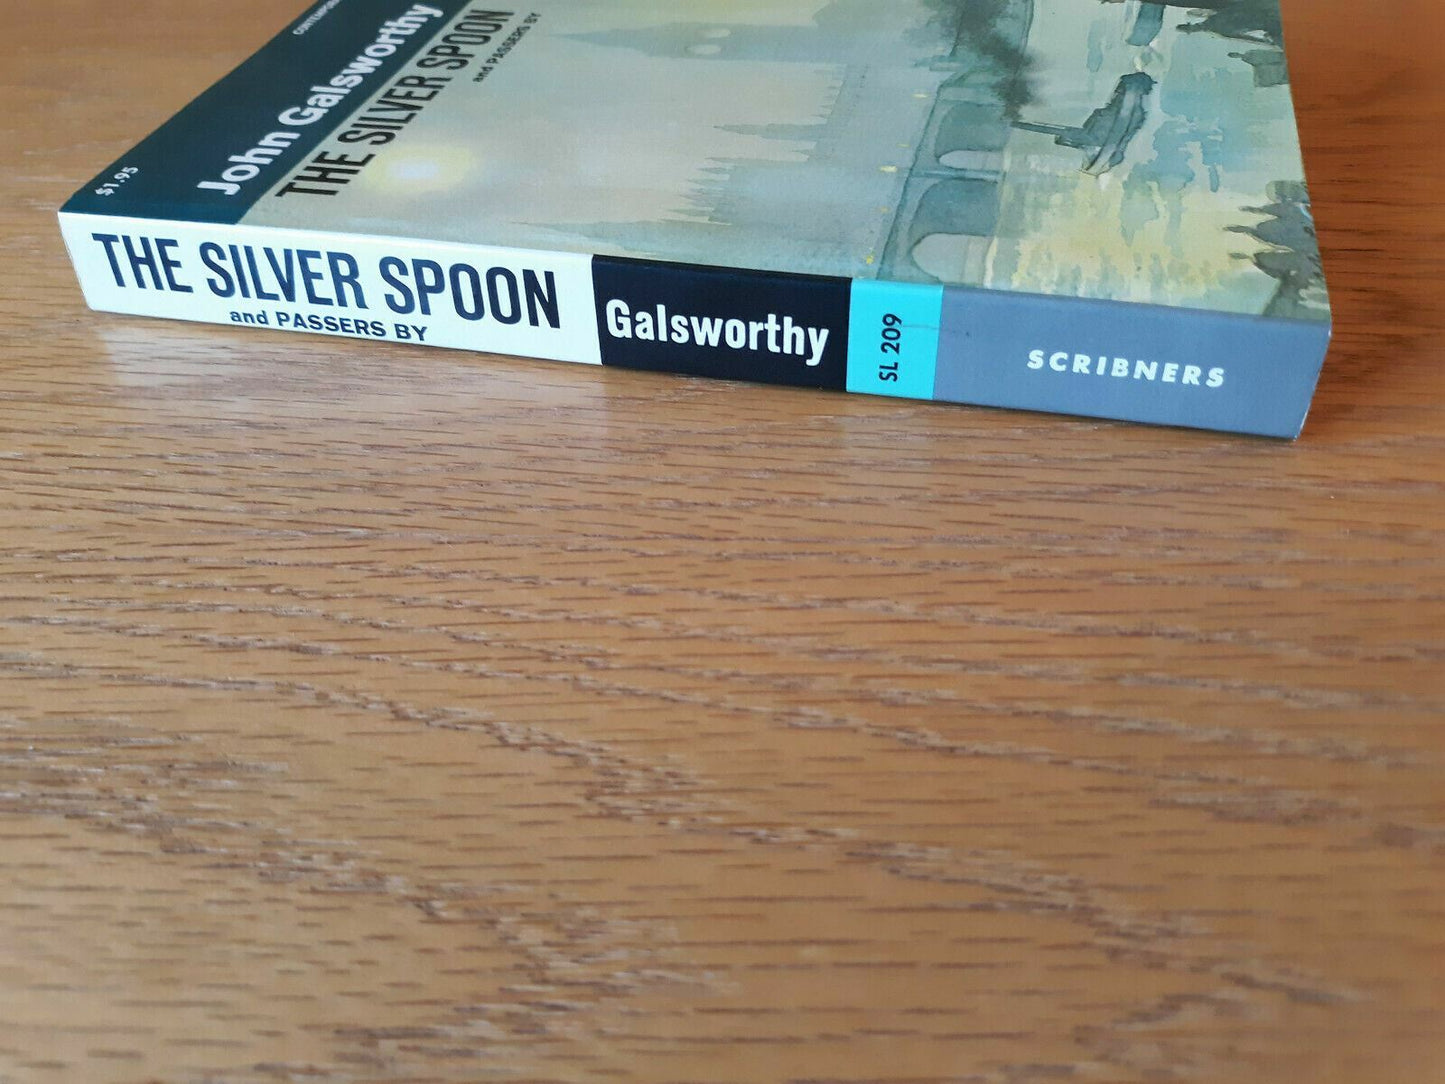 $1.95
John Galsworthy
THE SILVER SPOON
and PASSERS BY
THE SILVER SPOON
and PASSERS BY
Galsworthy
SL 209
SCRIBNERS